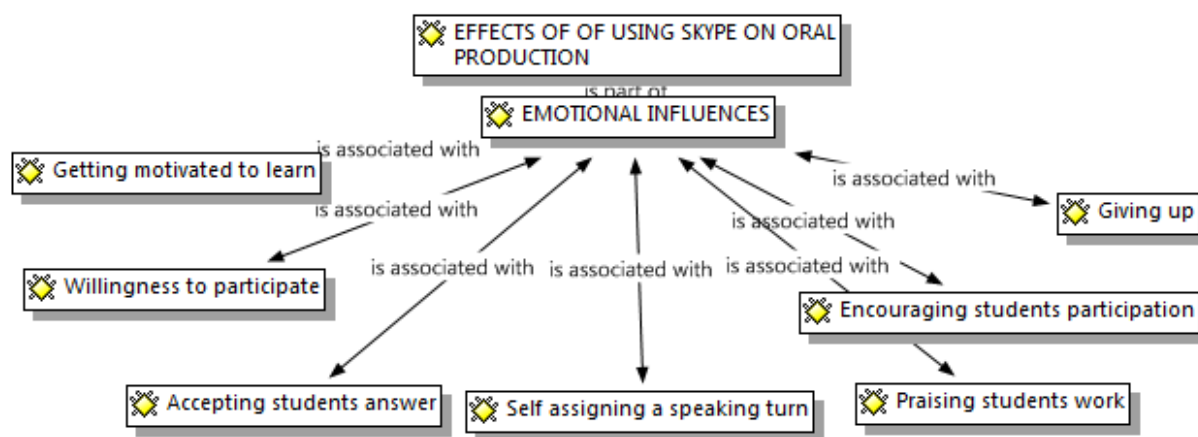 EFFECTS OF OF USING SKYPE ON ORAL
PRODUCTION
is part of
EMOTIONAL INFLUENCES
is associated with
Getting motivated to learn
is associated with
Giving up
is associated with
is associated with
is associated with
is associated with
is associated with
Willingness to participate
Encouraging students participation
Accepting students answer
Self assigning a speaking turn
Praising students work